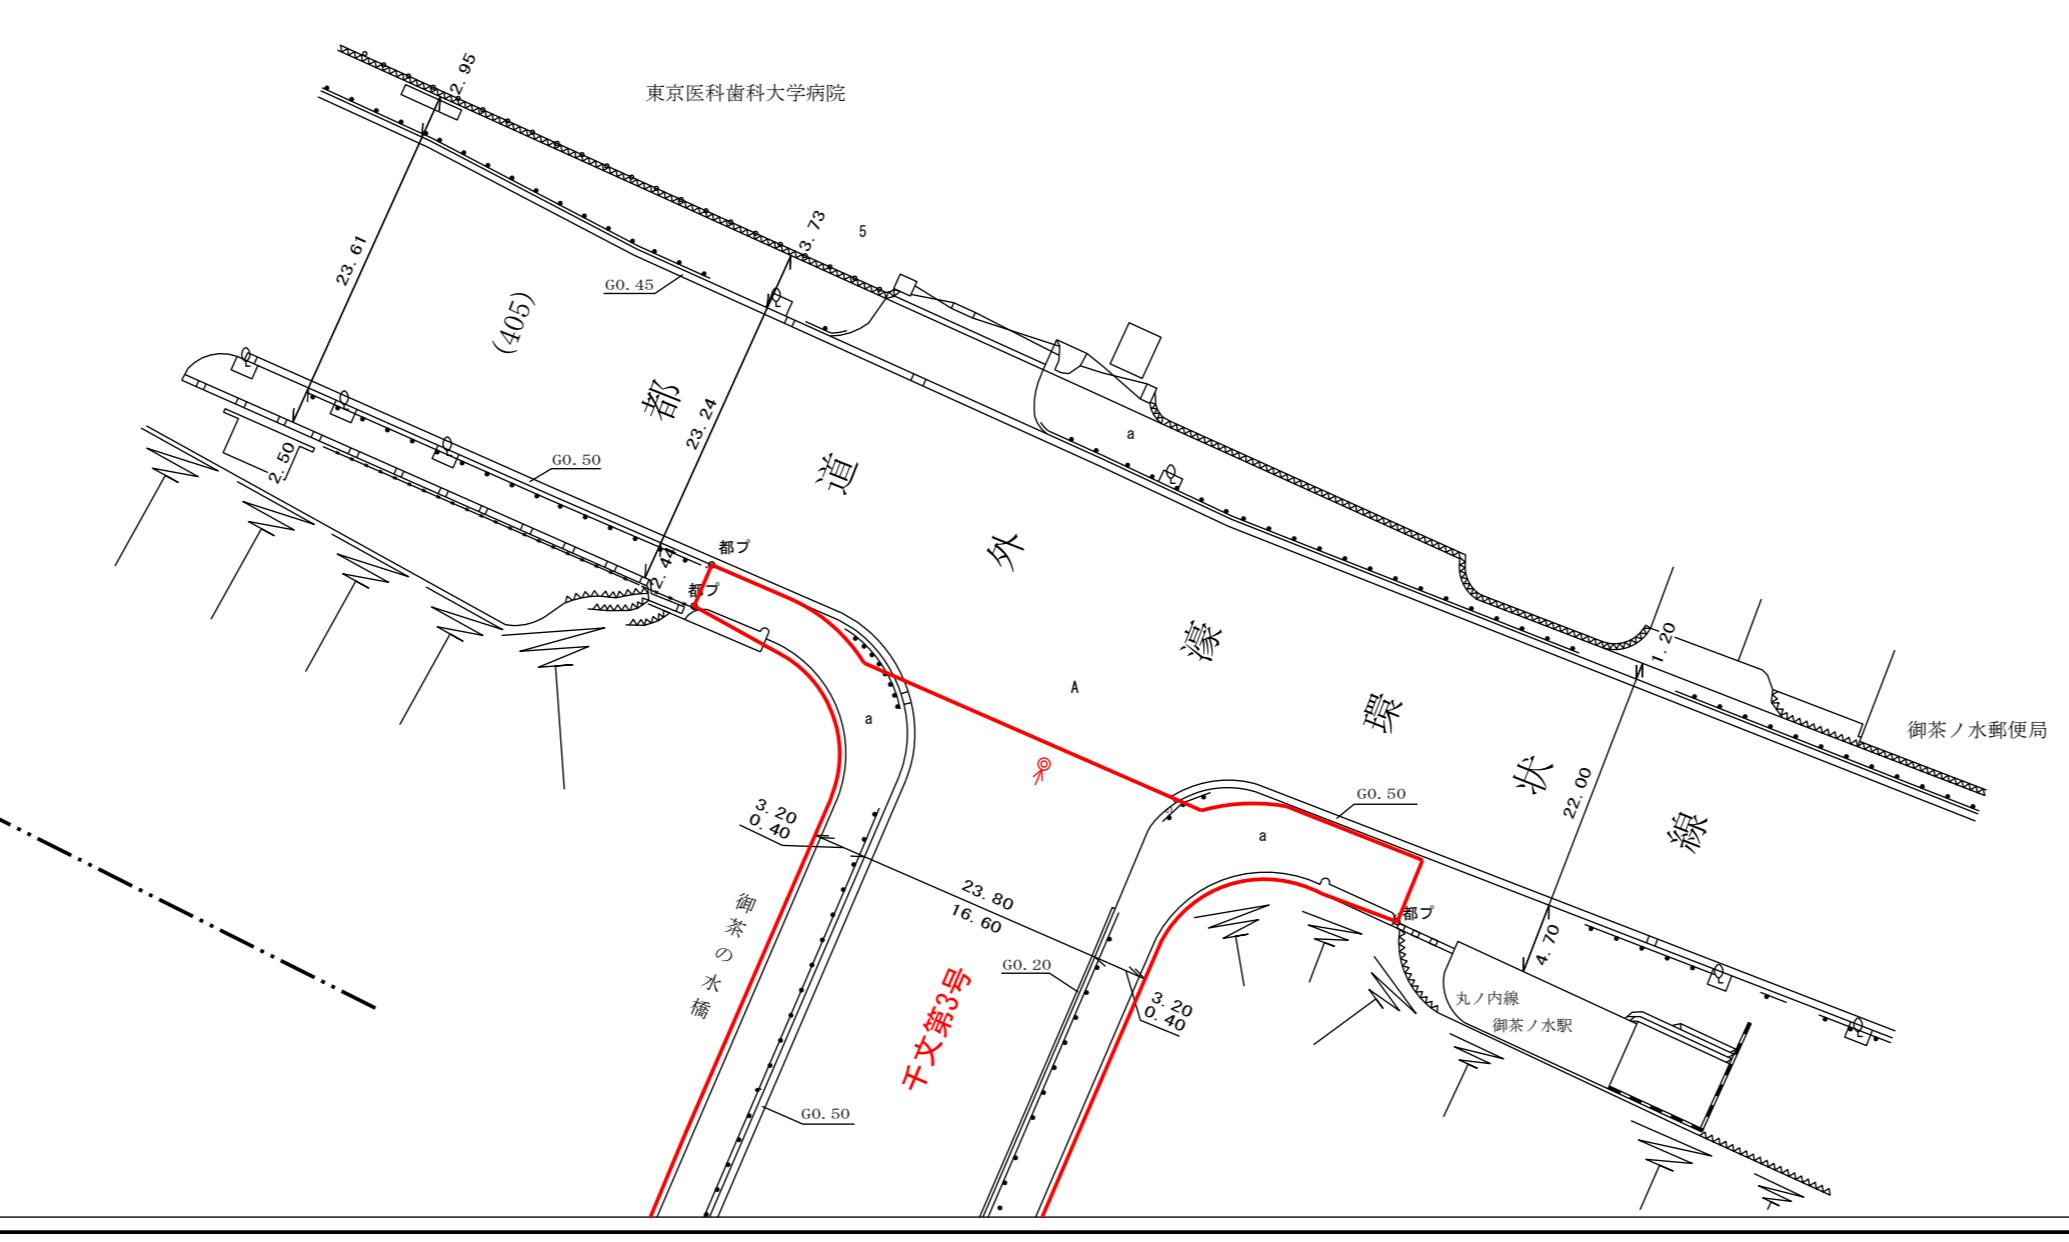 2.95
東京医科歯科大学病院
3.73
5
23.61
G0.45
(405)
都
道
外
濠
環
状
線
23.24
a
G0.50
2.50
都プ
2.44
都プ
1.20
A
a
御茶ノ水郵便局
22.00
G0.50
3.20
0.40
a
23.80
16.60
都プ
4.70
御茶の水橋
千文第3号
G0.20
3.20
0.40
丸ノ内線
御茶ノ水駅
G0.50